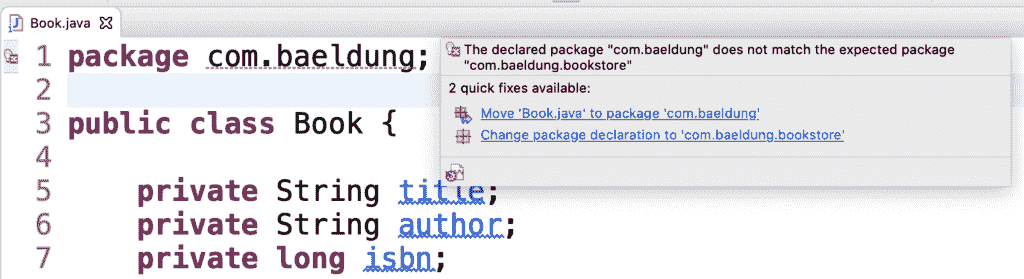 Book.java
1 package com.baeldung;
The declared package "com.baeldung" does not match the expected package
"com.baeldung.bookstore"
2 quick fixes available:
Move 'Book.java' to package 'com.baeldung'
Change package declaration to 'com.baeldung.bookstore'
2
3 public class Book {
4
5 private String title;
6 private String author;
7 private long isbn;